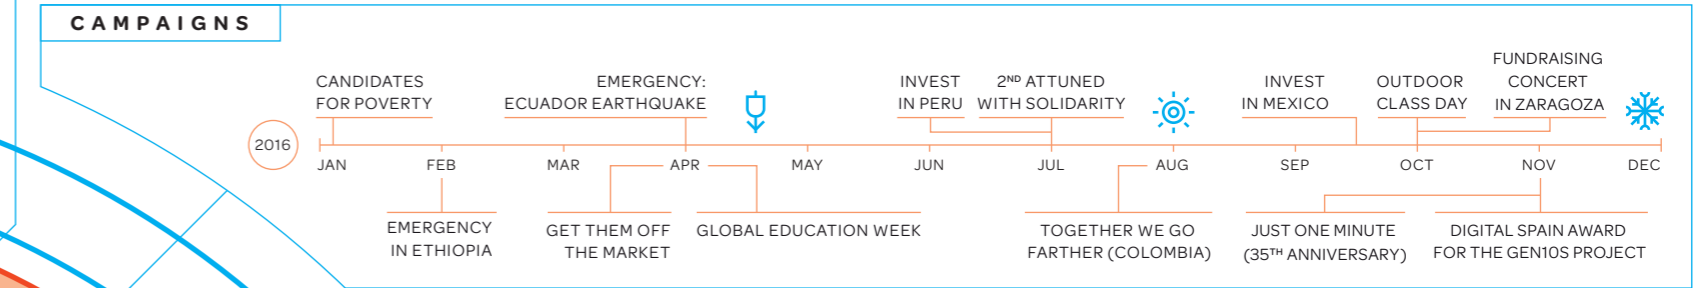 CAMPAIGNS
CANDIDATES
FOR POVERTY
EMERGENCY:
ECUADOR EARTHQUAKE
INVEST
IN PERU
2ND ATTUNED
WITH SOLIDARITY
INVEST
IN MEXICO
OUTDOOR
CLASS DAY
FUNDRAISING
CONCERT
IN ZARAGOZA
2016
JAN
FEB
MAR
APR
MAY
JUN
JUL
AUG
SEP
OCT
NOV
DEC
EMERGENCY
IN ETHIOPIA
GET THEM OFF
THE MARKET
GLOBAL EDUCATION WEEK
TOGETHER WE GO
FARTHER (COLOMBIA)
JUST ONE MINUTE
(35TH ANNIVERSARY)
DIGITAL SPAIN AWARD
FOR THE GEN10S PROJECT